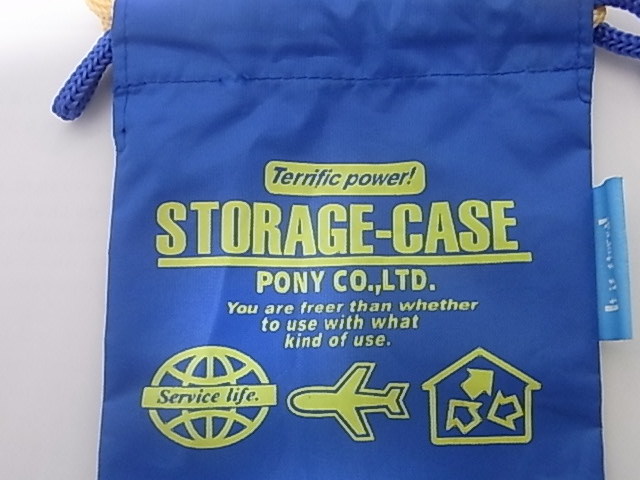 Terrific power!
STORAGE-CASE
PONY CO.,LTD.
You are freer than whether
to use with what
kind of use.
Service life.